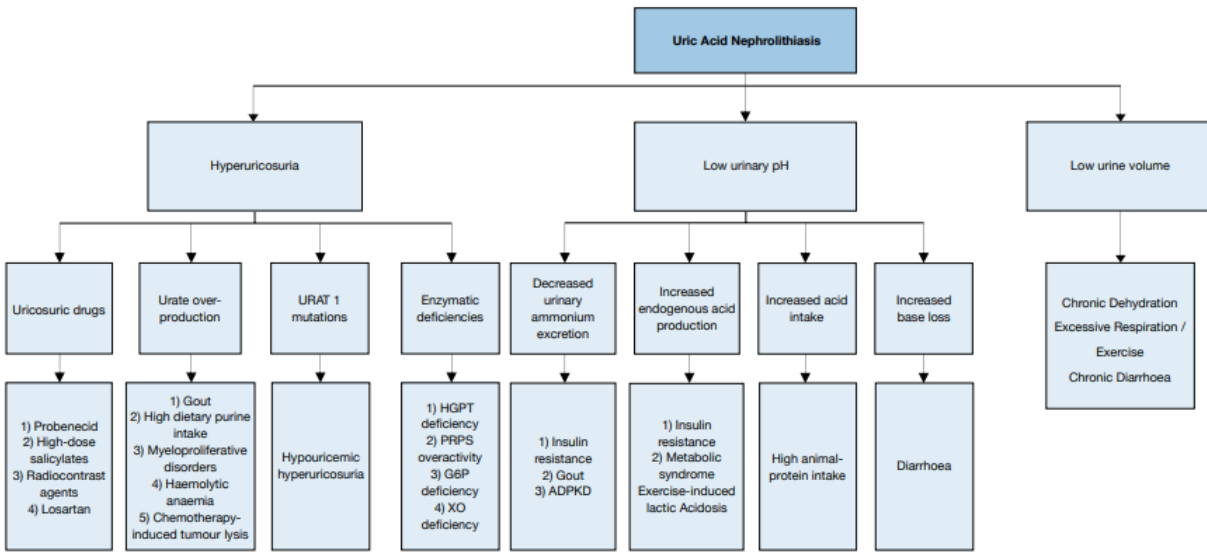 Uric Acid Nephrolithiasis
Hyperuricosuria
Low urinary pH
Low urine volume
Uricosuric drugs
Urate over-
production
URAT 1
mutations
Enzymatic
deficiencies
Decreased
urinary
ammonium
excretion
Increased
endogenous acid
production
Increased acid
intake
Increased
base loss
Chronic Dehydration
Excessive Respiration /
Exercise
Chronic Diarrhoea
1) Probenecid
2) High-dose
salicylates
3) Radiocontrast
agents
4) Losartan
1) Gout
2) High dietary purine
intake
3) Myeloproliferative
disorders
4) Haemolytic
anaemia
5) Chemotherapy-
induced tumour lysis
Hypouricemic
hyperuricosuria
1) HGPT
deficiency
2) PRPS
overactivity
3) G6P
deficiency
4) XO
deficiency
1) Insulin
resistance
2) Gout
3) ADPKD
1) Insulin
resistance
2) Metabolic
syndrome
Exercise-induced
lactic Acidosis
High animal-
protein intake
Diarrhoea